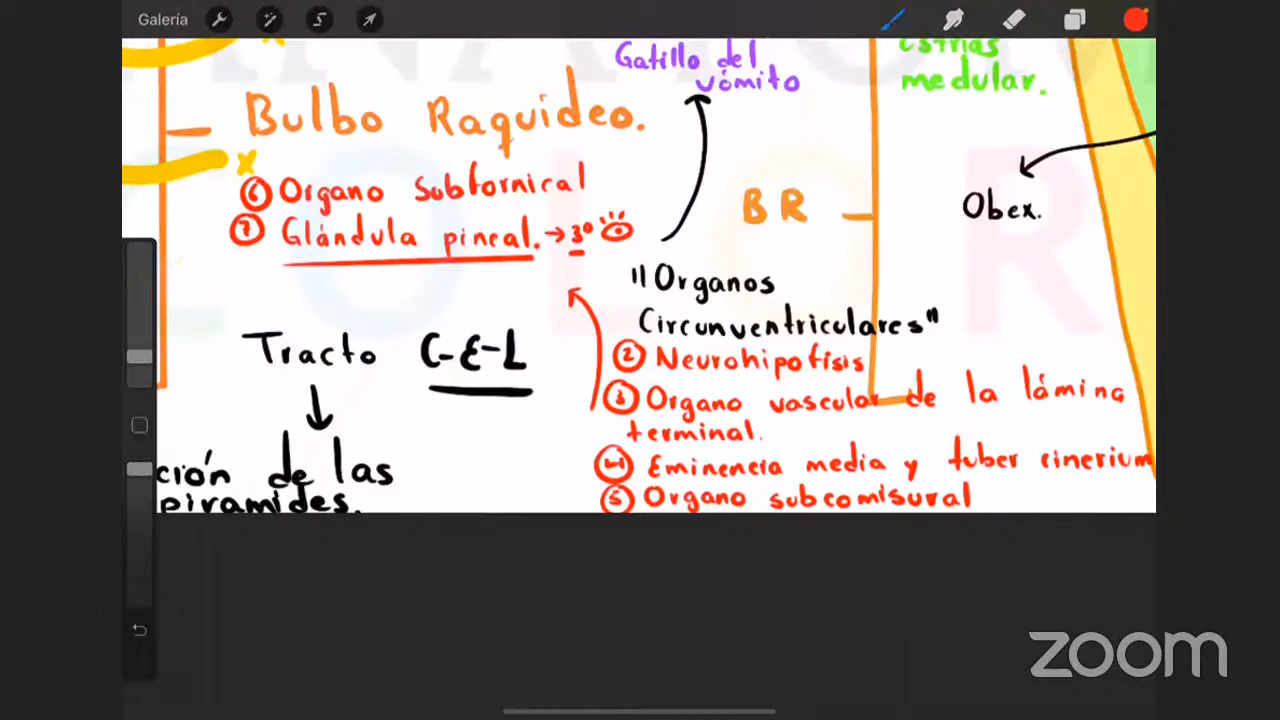 Galería
Gatillo del
vómito
estrías
medular.
Bulbo Raquídeo.
x
x
⑥ Organo Subfornical
⑦ Glándula pineal. → 3º
BR
Obex.
"Organos
Circunventriculares"
② Neurohipofisis
③ Organo vascular de la lámina
terminal.
④ Eminencia media y tuber cinerium
⑤ Organo subcomisural
Tracto C-E-L
ción de las
piramides.
zoom